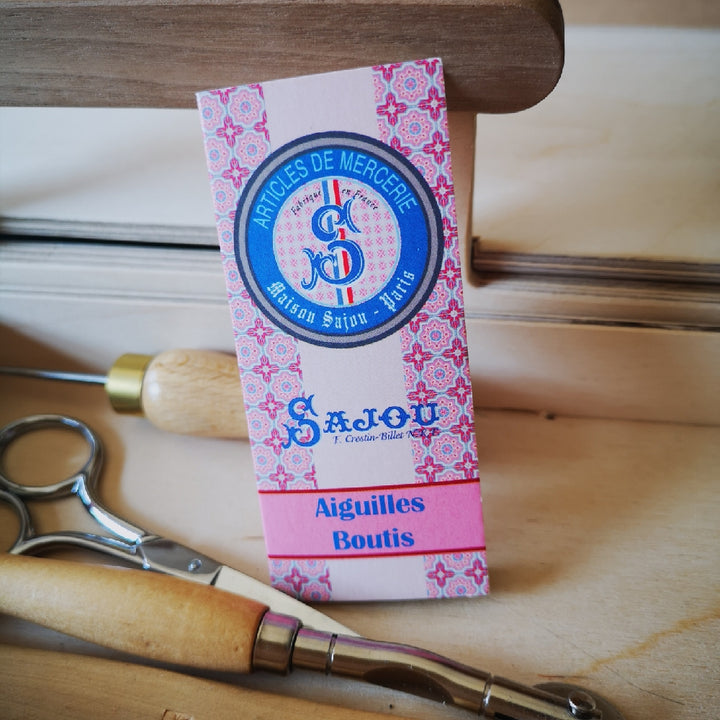 ARTICLES DE MERCERIE
Fabriqué en France
S
Maison Sajou - Paris
SAJOU
F. Crestin-Billet
Aiguilles
Boutis